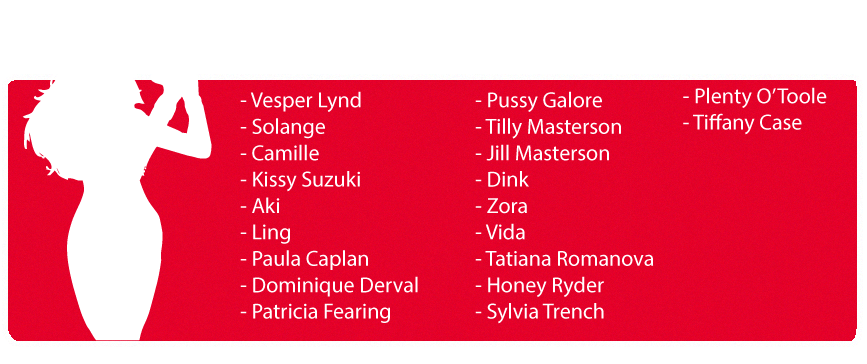 - Vesper Lynd
- Solange
- Camille
- Kissy Suzuki
- Aki
- Ling
- Paula Caplan
- Dominique Derval
- Patricia Fearing
- Pussy Galore
- Tilly Masterson
- Jill Masterson
- Dink
- Zora
- Vida
- Tatiana Romanova
- Honey Ryder
- Sylvia Trench
- Plenty O’Toole
- Tiffany Case